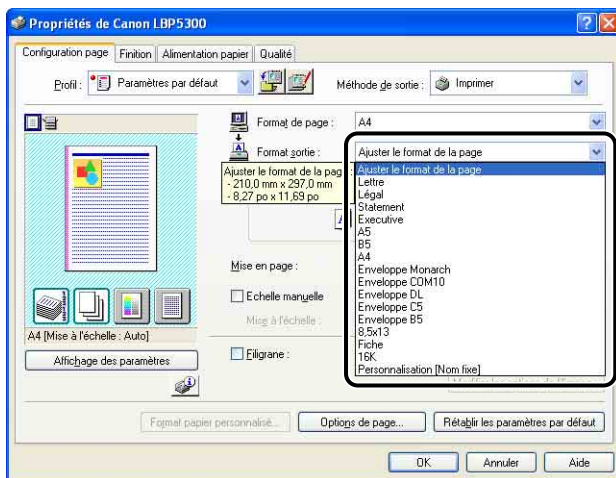 Propriétés de Canon LBP5300
Configuration page Finition Alimentation papier Qualité
Profil : Paramètres par défaut Méthode de sortie : Imprimer
Format de page : A4
Format sortie : Ajuster le format de la page
Ajuster le format de la pag
- 210,0 mm x 297,0 mm
- 8,27 po x 11,69 po
Ajuster le format de la page
Lettre
Légal
Statement
Executive
A5
B5
A4
Enveloppe Monarch
Enveloppe COM10
Enveloppe DL
Enveloppe C5
Enveloppe B5
8,5x13
Fiche
16K
Personnalisation [Nom fixe]
Mise en page :
Echelle manuelle
Mise à l'échelle :
A4 [Mise à l'échelle : Auto]
Affichage des paramètres
Filigrane :
Format papier personnalisé... Options de page... Rétablir les paramètres par défaut
OK Annuler Aide